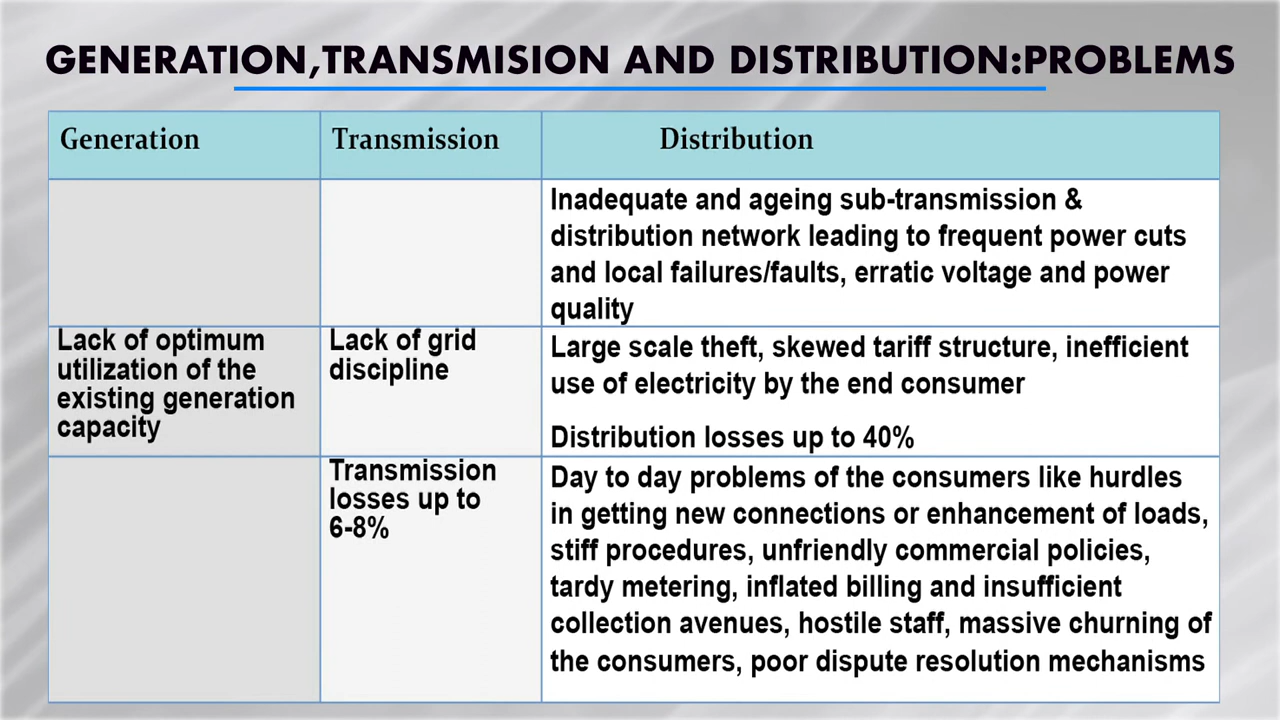 GENERATION,TRANSMISION AND DISTRIBUTION:PROBLEMS
Generation
Transmission
Distribution
Inadequate and ageing sub-transmission &
distribution network leading to frequent power cuts
and local failures/faults, erratic voltage and power
quality
Lack of optimum
utilization of the
existing generation
capacity
Lack of grid
discipline
Large scale theft, skewed tariff structure, inefficient
use of electricity by the end consumer
Distribution losses up to 40%
Transmission
losses up to
6-8%
Day to day problems of the consumers like hurdles
in getting new connections or enhancement of loads,
stiff procedures, unfriendly commercial policies,
tardy metering, inflated billing and insufficient
collection avenues, hostile staff, massive churning of
the consumers, poor dispute resolution mechanisms